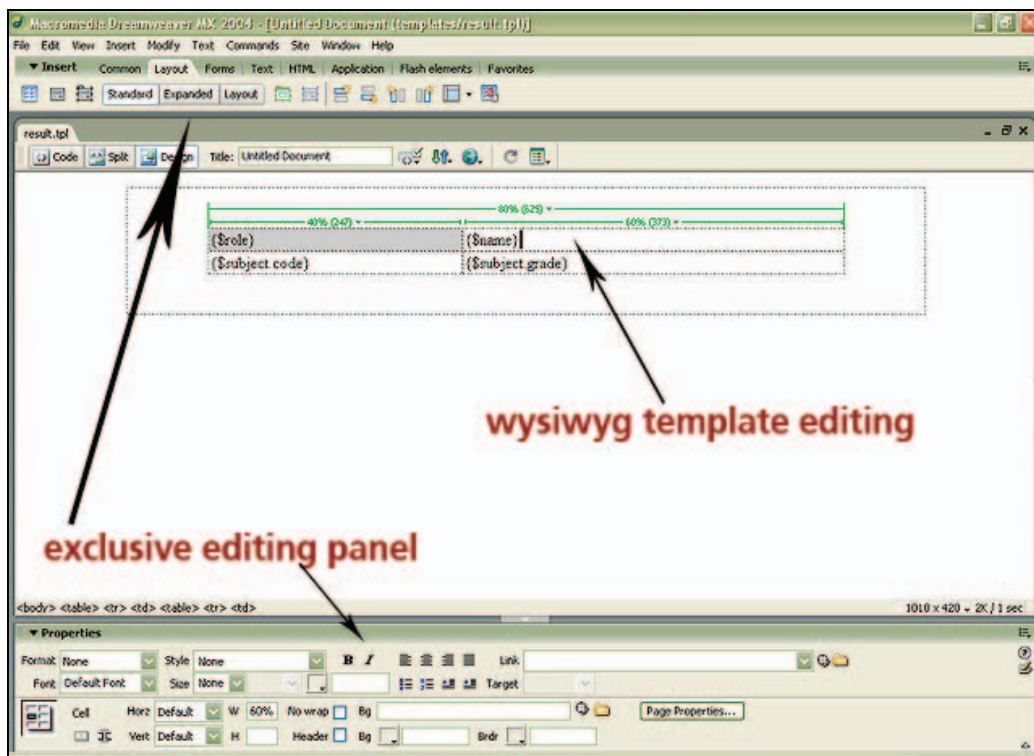 Macromedia Dreamweaver MX 2004 - [Untitled Document (templates/result.tpl)]
File Edit View Insert Modify Text Commands Site Window Help
Insert Common Layout Forms Text HTML Application Flash elements Favorites
Standard Expanded Layout
result.tpl
Code Split Design Title: Untitled Document
80% (625)
40% (247) 60% (373)
{$role} {$name}
{$subject.code} {$subject.grade}
wysiwyg template editing
exclusive editing panel
<body> <table> <tr> <td> <table> <tr> <td> 1010 x 420 2K / 1 sec
Properties
Format None Style None B I Link
Font Default Font Size None Target
Cell Horz Default W 60% No wrap Bg Page Properties...
Vert Default H Header Bg Brdr